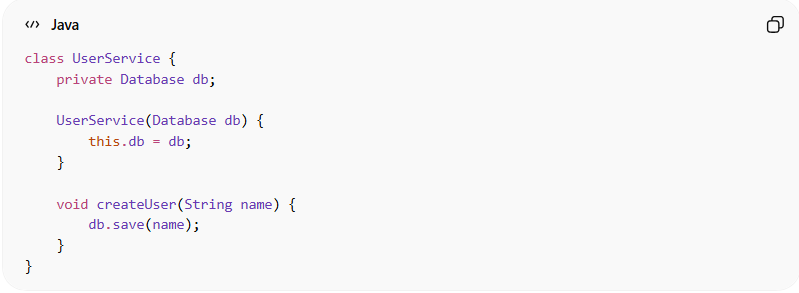 </> Java
class UserService {
    private Database db;

    UserService(Database db) {
        this.db = db;
    }

    void createUser(String name) {
        db.save(name);
    }
}